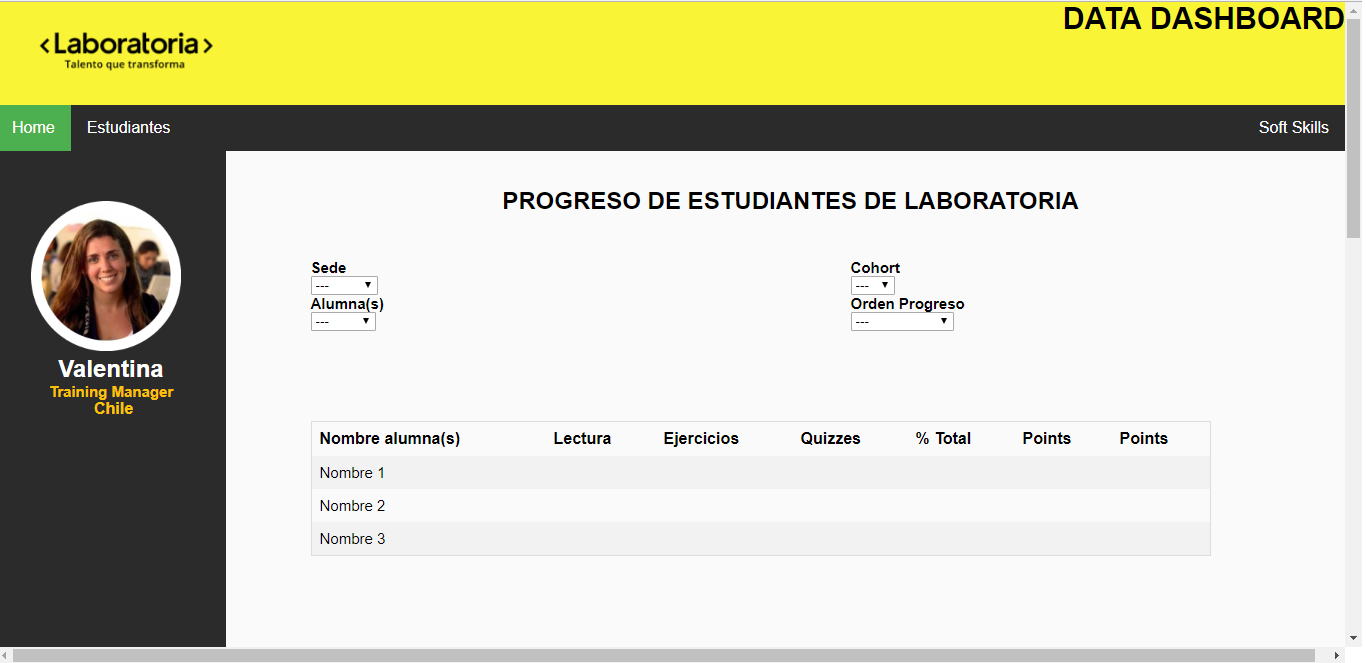 DATA DASHBOARD
<Laboratoria>
Talento que transforma
Home Estudiantes Soft Skills
PROGRESO DE ESTUDIANTES DE LABORATORIA
Sede Cohort
--- ---
Alumna(s) Orden Progreso
--- ---
Valentina
Training Manager
Chile
Nombre alumna(s) Lectura Ejercicios Quizzes % Total Points Points
Nombre 1
Nombre 2
Nombre 3